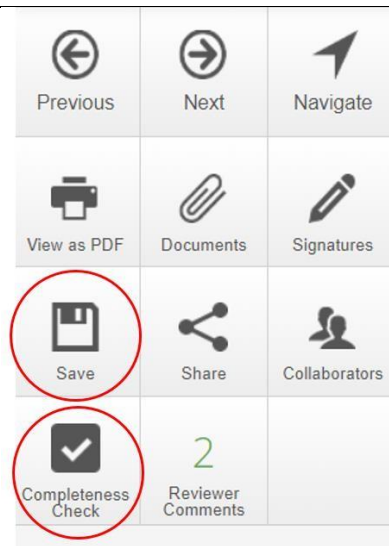 Previous
Next
Navigate
View as PDF
Documents
Signatures
Save
Share
Collaborators
Completeness
Check
2
Reviewer
Comments